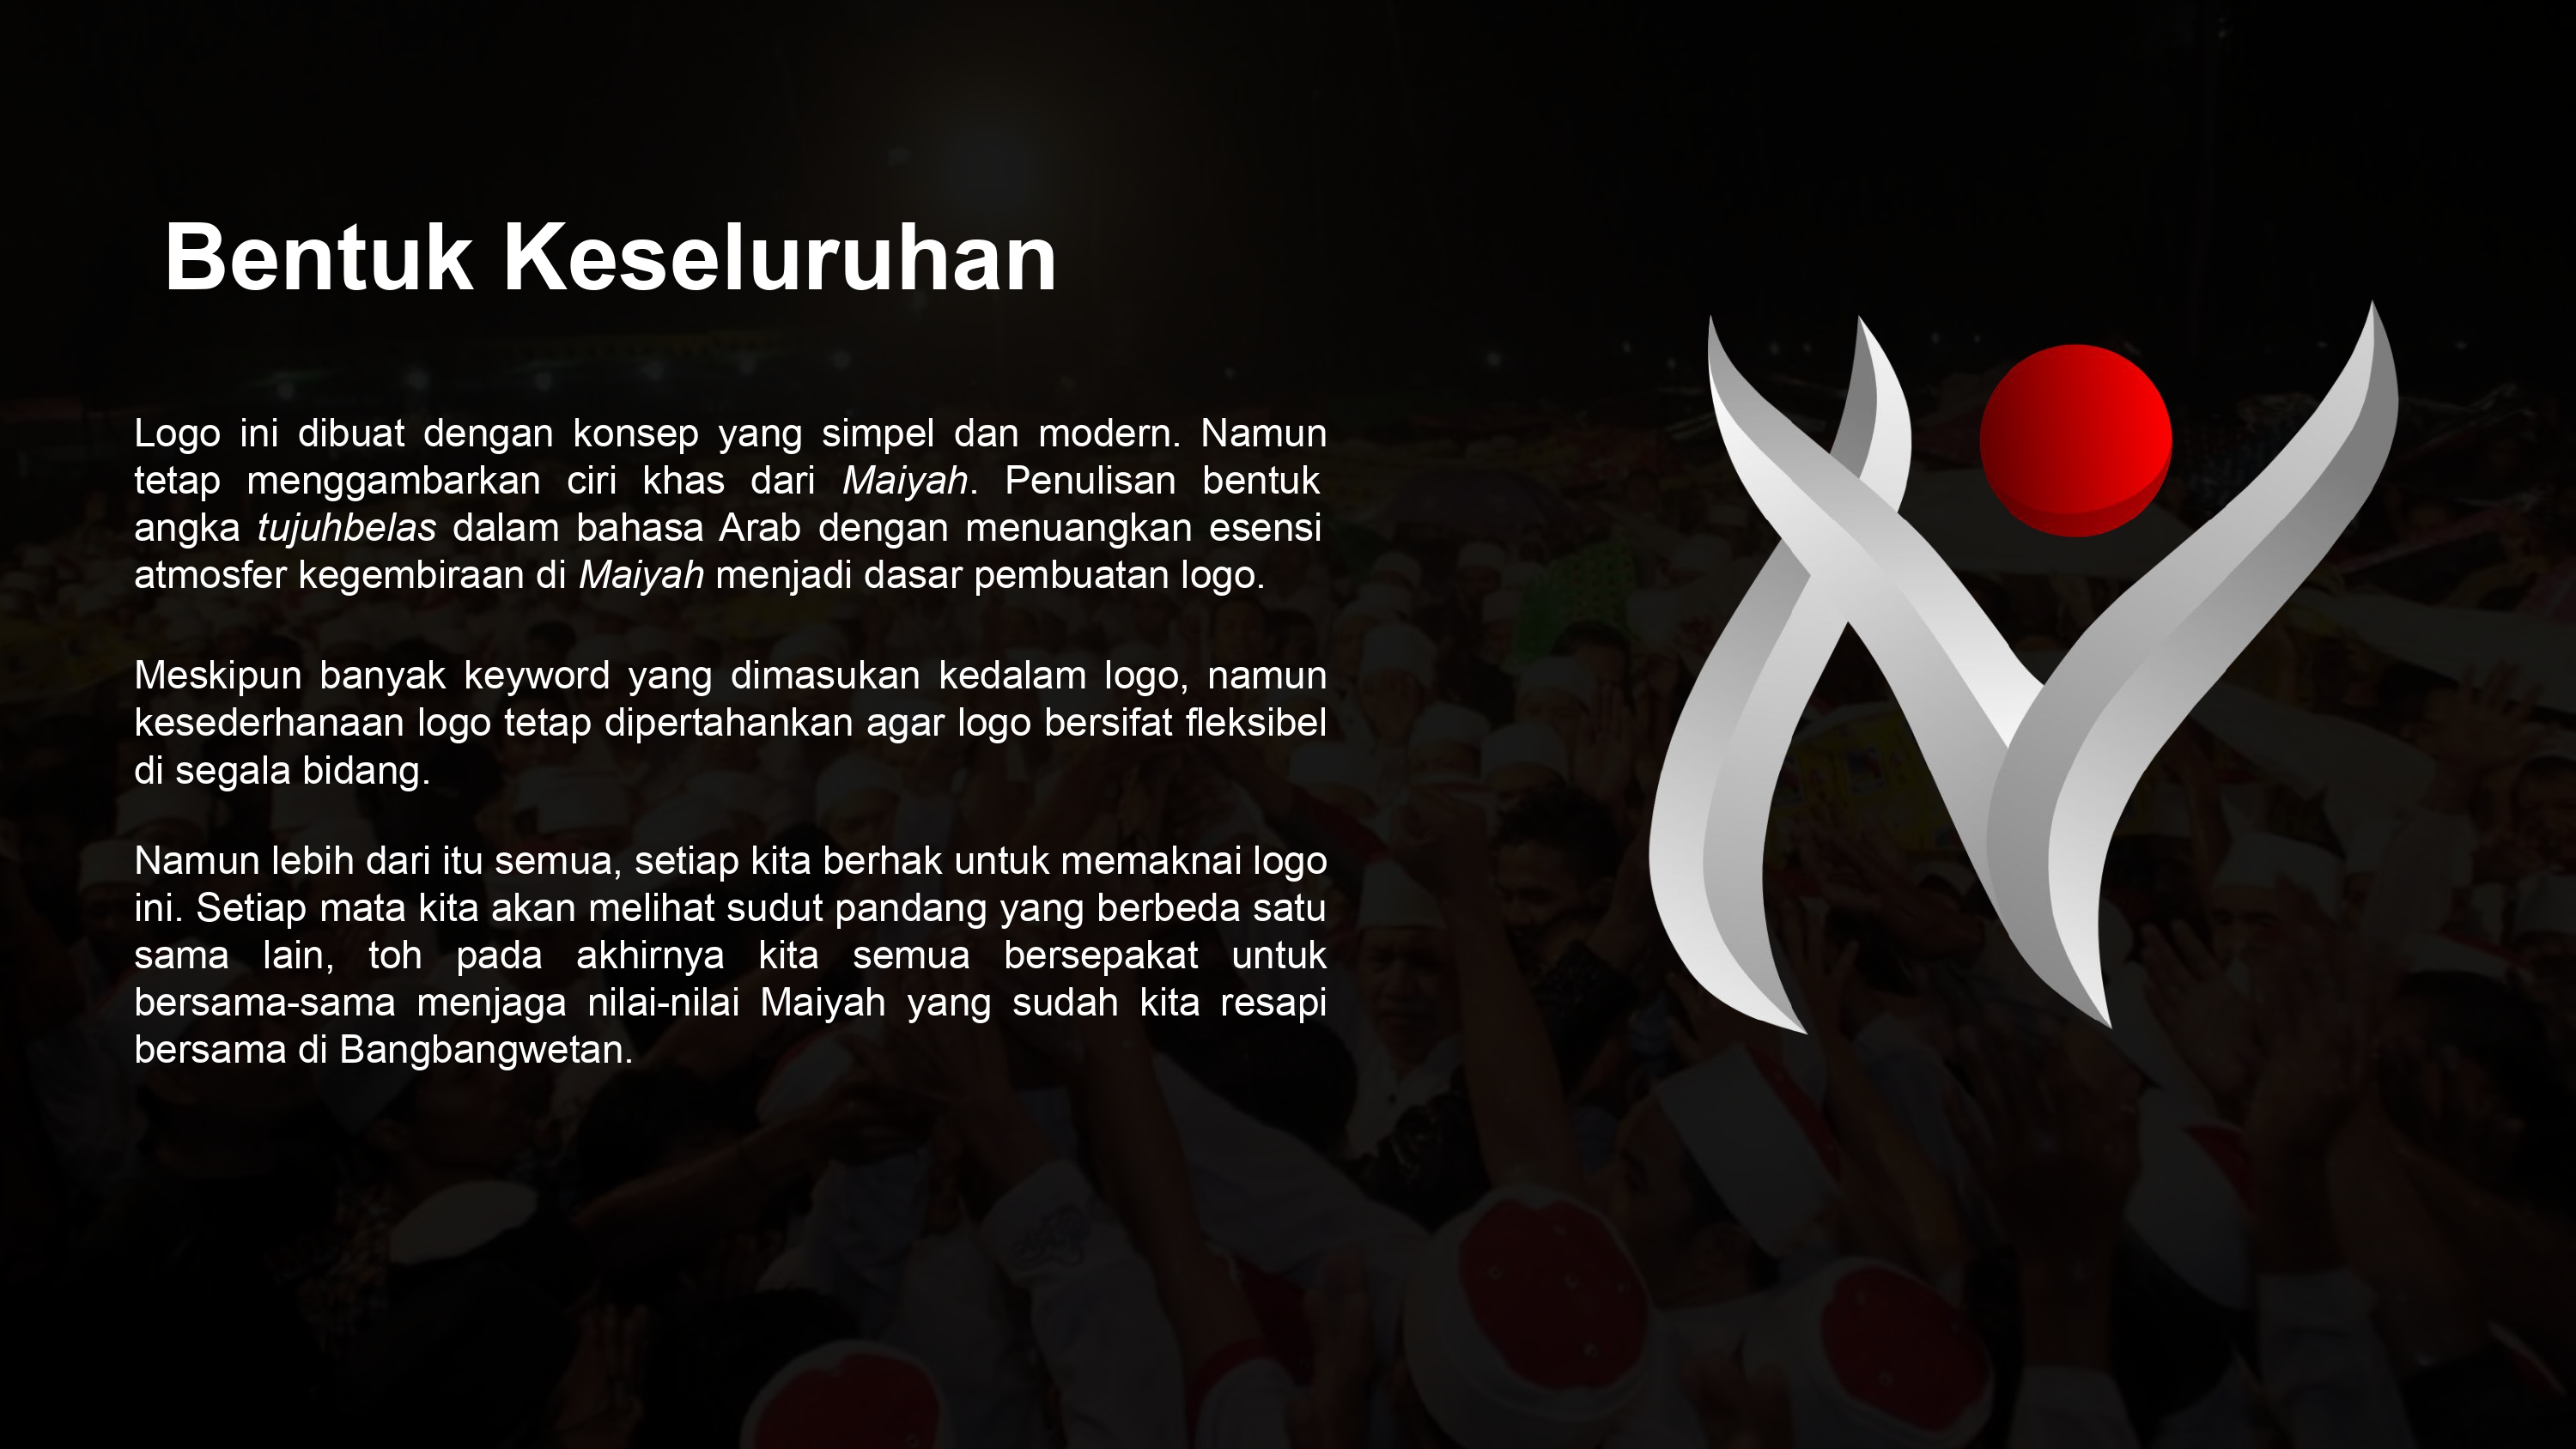 Bentuk Keseluruhan
Logo ini dibuat dengan konsep yang simpel dan modern. Namun
tetap menggambarkan ciri khas dari Maiyah. Penulisan bentuk
angka tujuhbelas dalam bahasa Arab dengan menuangkan esensi
atmosfer kegembiraan di Maiyah menjadi dasar pembuatan logo.
Meskipun banyak keyword yang dimasukan kedalam logo, namun
kesederhanaan logo tetap dipertahankan agar logo bersifat fleksibel
di segala bidang.
Namun lebih dari itu semua, setiap kita berhak untuk memaknai logo
ini. Setiap mata kita akan melihat sudut pandang yang berbeda satu
sama lain, toh pada akhirnya kita semua bersepakat untuk
bersama-sama menjaga nilai-nilai Maiyah yang sudah kita resapi
bersama di Bangbangwetan.